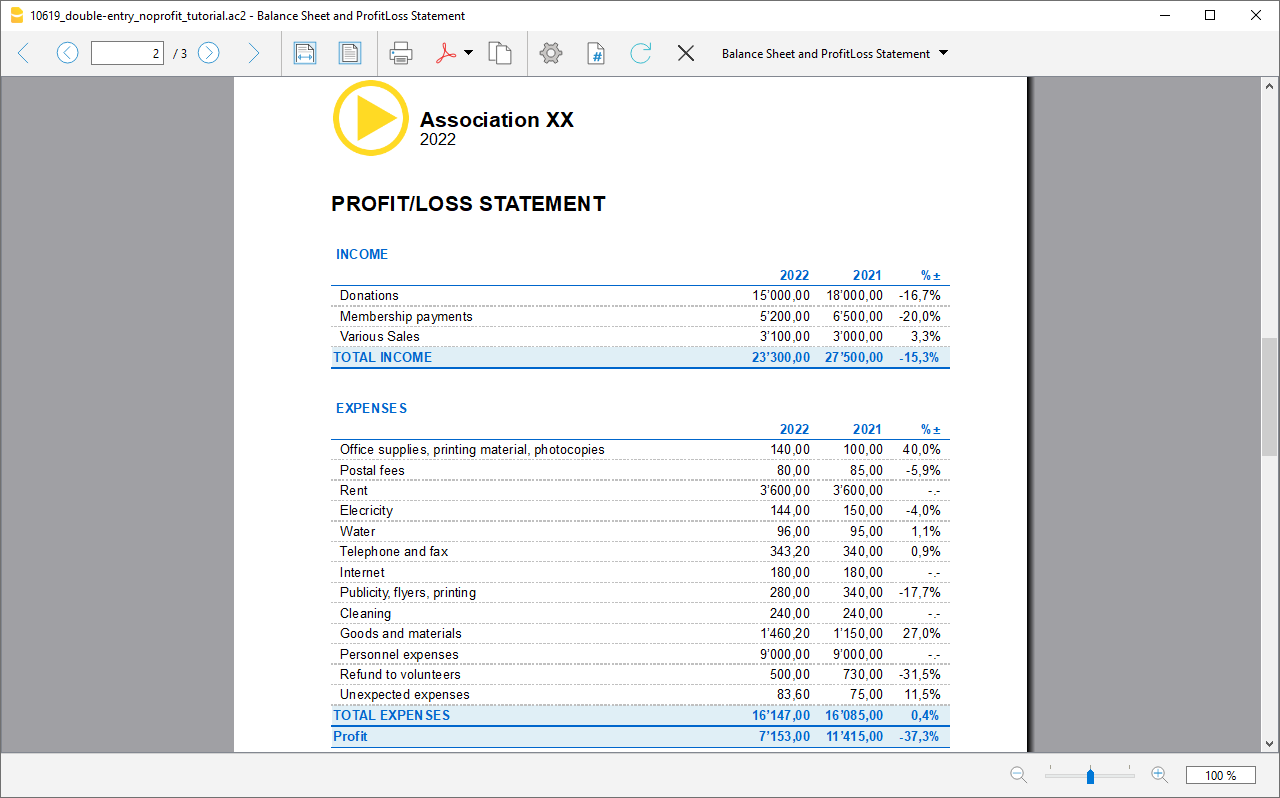 10619_double-entry_noprofit_tutorial.ac2 - Balance Sheet and ProfitLoss Statement
2 / 3 # Balance Sheet and ProfitLoss Statement
Association XX
2022
PROFIT/LOSS STATEMENT
INCOME
2022 2021 % ±
Donations 15'000,00 18'000,00 -16,7%
Membership payments 5'200,00 6'500,00 -20,0%
Various Sales 3'100,00 3'000,00 3,3%
TOTAL INCOME 23'300,00 27'500,00 -15,3%
EXPENSES
2022 2021 % ±
Office supplies, printing material, photocopies 140,00 100,00 40,0%
Postal fees 80,00 85,00 -5,9%
Rent 3'600,00 3'600,00 -.-
Elecricity 144,00 150,00 -4,0%
Water 96,00 95,00 1,1%
Telephone and fax 343,20 340,00 0,9%
Internet 180,00 180,00 -.-
Publicity, flyers, printing 280,00 340,00 -17,7%
Cleaning 240,00 240,00 -.-
Goods and materials 1'460,20 1'150,00 27,0%
Personnel expenses 9'000,00 9'000,00 -.-
Refund to volunteers 500,00 730,00 -31,5%
Unexpected expenses 83,60 75,00 11,5%
TOTAL EXPENSES 16'147,00 16'085,00 0,4%
Profit 7'153,00 11'415,00 -37,3%
100 %